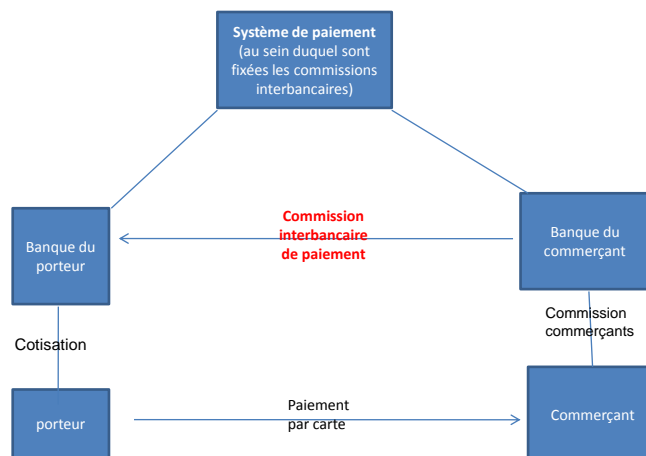 Système de paiement
(au sein duquel sont
fixées les commissions
interbancaires)
Commission
interbancaire
de paiement
Banque du
porteur
Banque du
commerçant
Cotisation
Commission
commerçants
porteur
Paiement
par carte
Commerçant